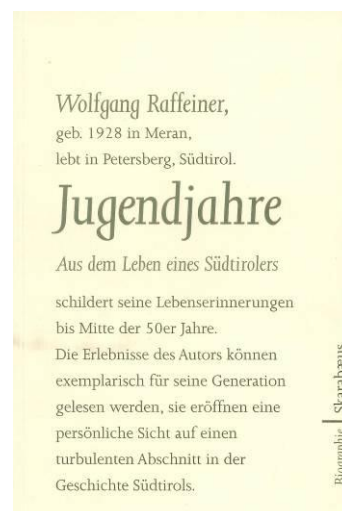 Wolfgang Raffeiner,
geb. 1928 in Meran,
lebt in Petersberg, Südtirol.
Jugendjahre
Aus dem Leben eines Südtirolers
schildert seine Lebenserinnerungen
bis Mitte der 50er Jahre.
Die Erlebnisse des Autors können
exemplarisch für seine Generation
gelesen werden, sie eröffnen eine
persönliche Sicht auf einen
turbulenten Abschnitt in der
Geschichte Südtirols.
Biographie | Skarabæus